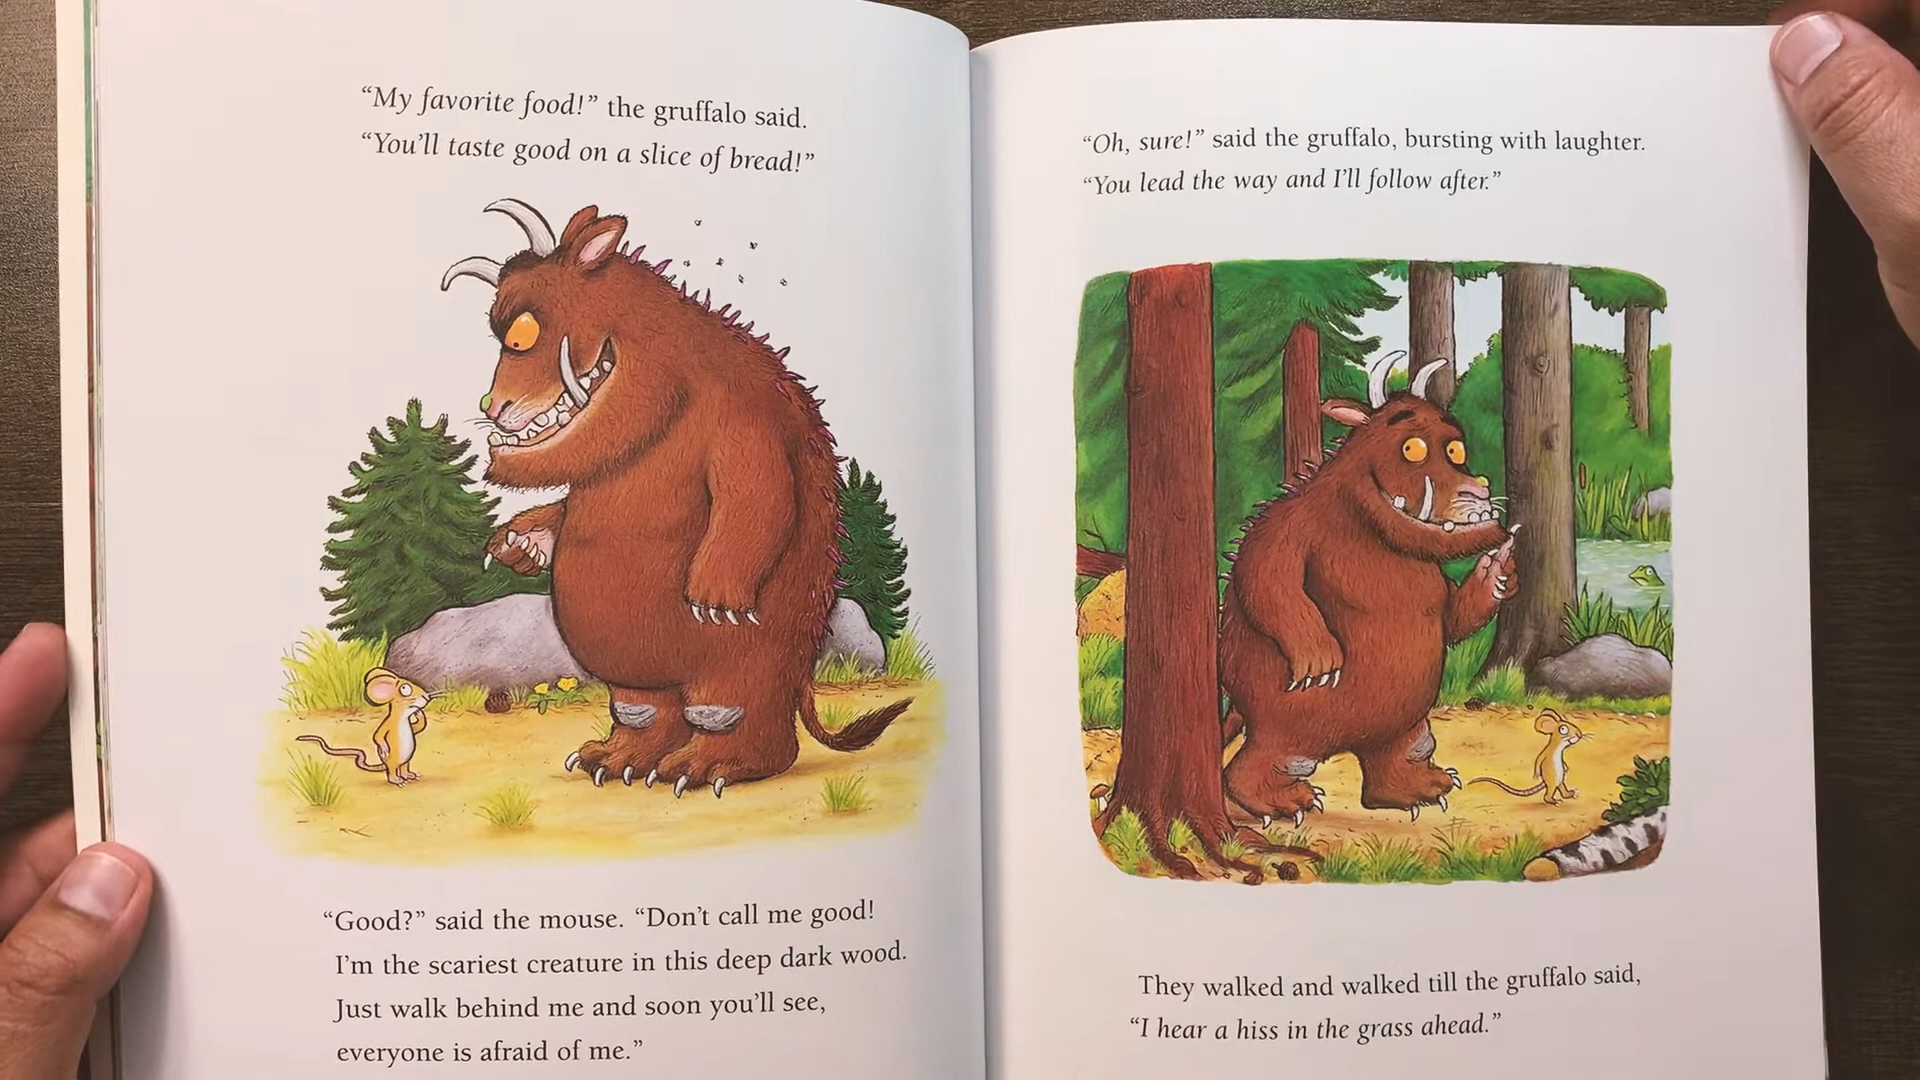 “My favorite food!” the gruffalo said.
“You’ll taste good on a slice of bread!”
“Good?” said the mouse. “Don’t call me good!
I’m the scariest creature in this deep dark wood.
Just walk behind me and soon you’ll see,
everyone is afraid of me.”
“Oh, sure!” said the gruffalo, bursting with laughter.
“You lead the way and I’ll follow after.”
They walked and walked till the gruffalo said,
“I hear a hiss in the grass ahead.”